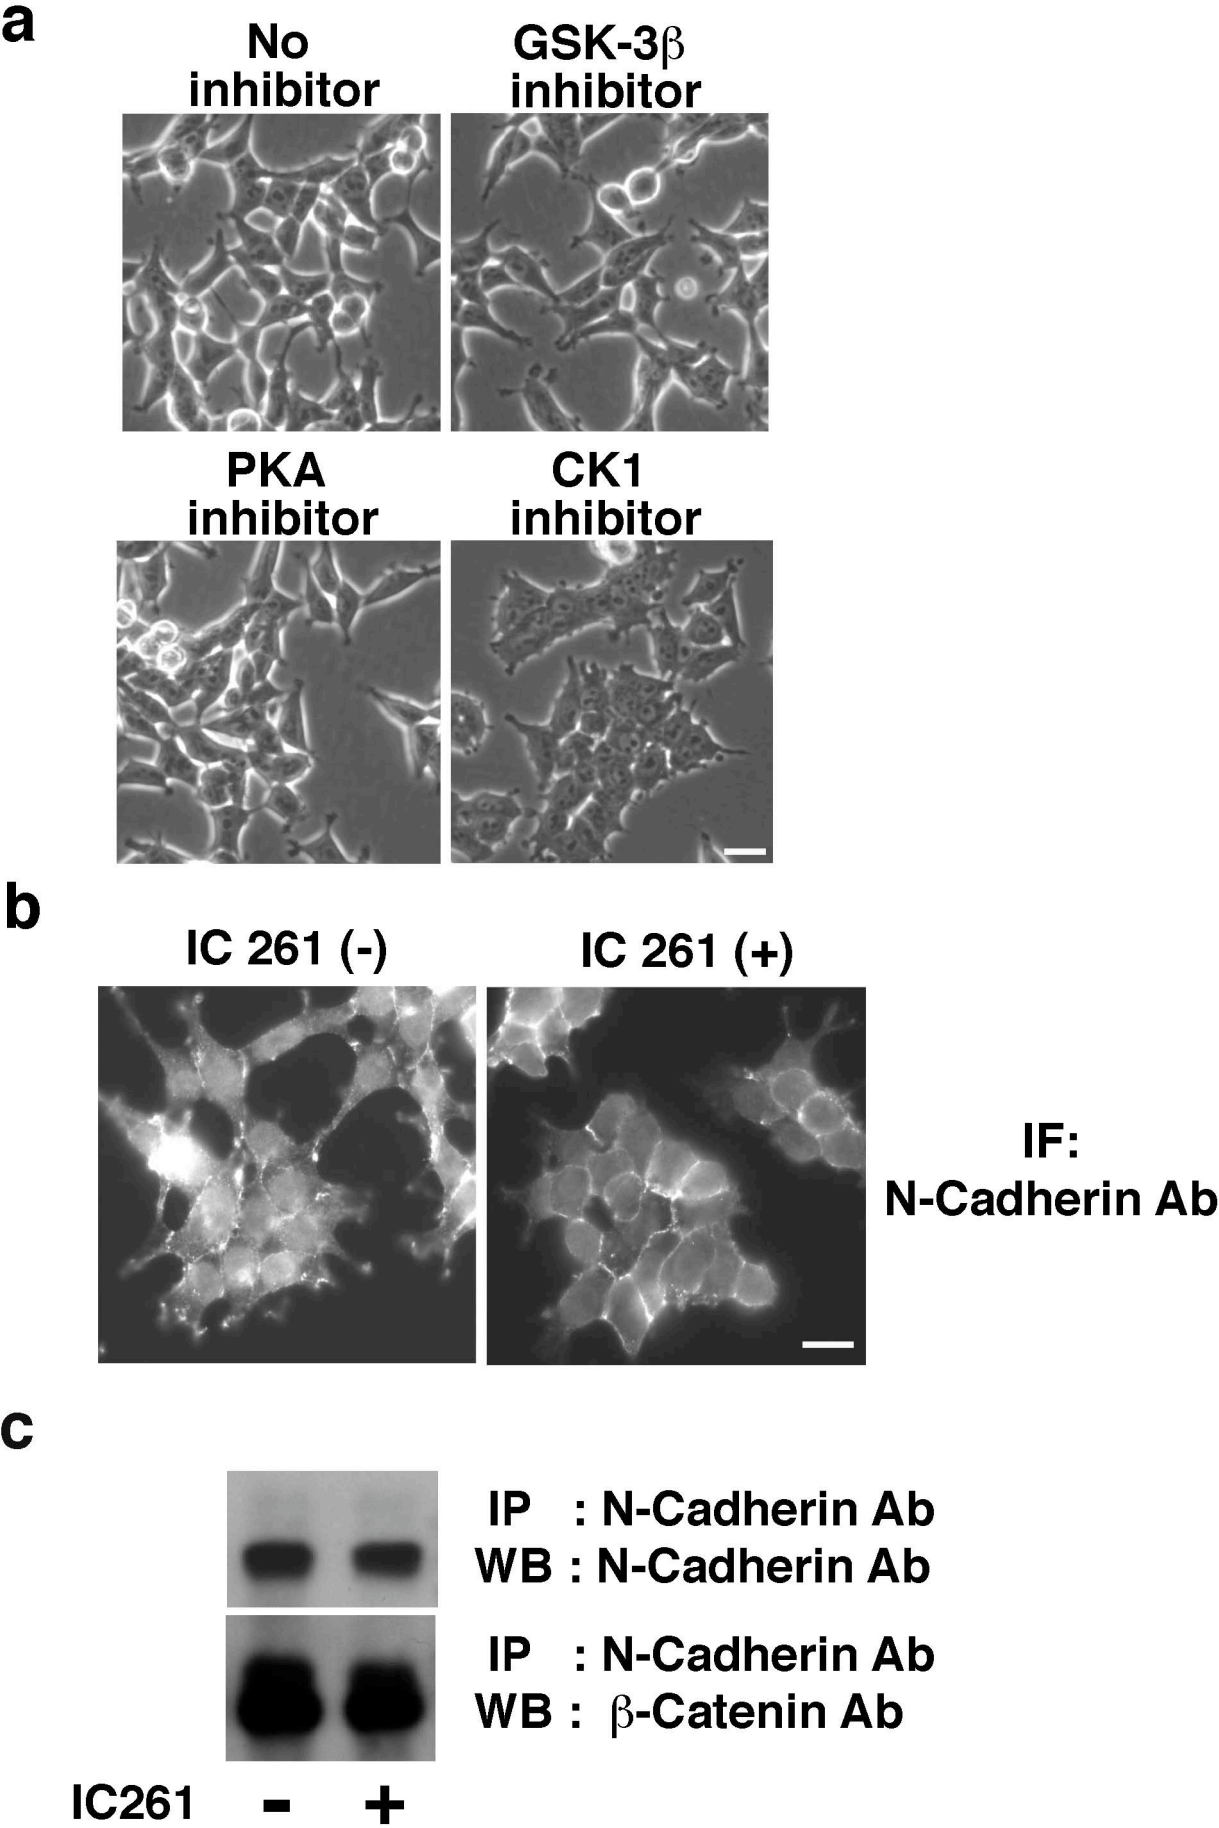 a
No
inhibitor
GSK-3β
inhibitor
PKA
inhibitor
CK1
inhibitor
b
IC 261 (-)
IC 261 (+)
IF:
N-Cadherin Ab
c
IP : N-Cadherin Ab
WB : N-Cadherin Ab
IP : N-Cadherin Ab
WB : β-Catenin Ab
IC261 - +